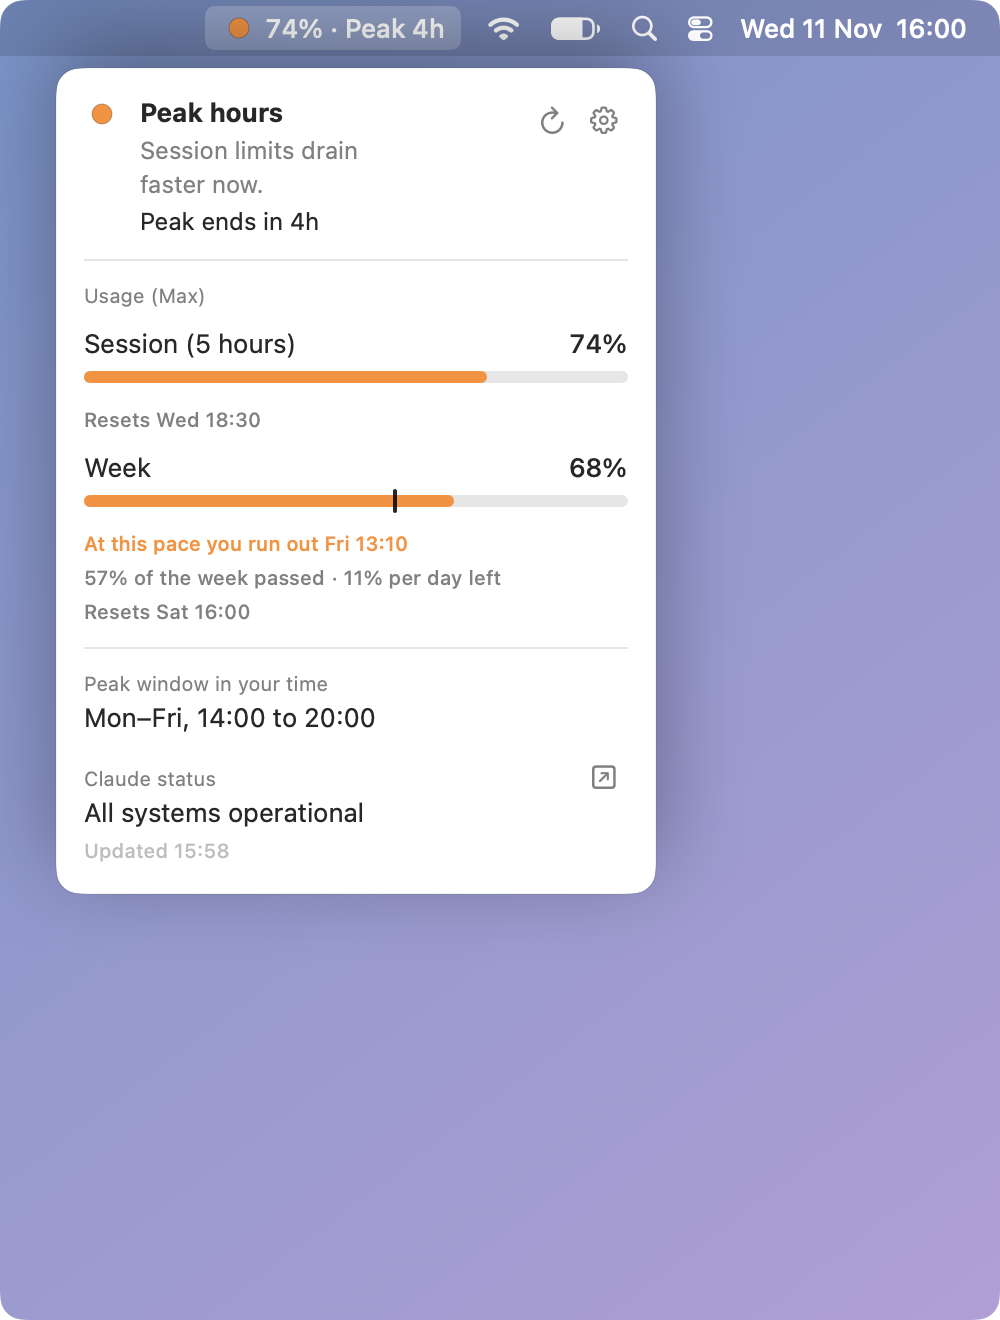 74% · Peak 4h
Wed 11 Nov 16:00
Peak hours
Session limits drain
faster now.
Peak ends in 4h
Usage (Max)
Session (5 hours) 74%
Resets Wed 18:30
Week 68%
At this pace you run out Fri 13:10
57% of the week passed · 11% per day left
Resets Sat 16:00
Peak window in your time
Mon–Fri, 14:00 to 20:00
Claude status
All systems operational
Updated 15:58